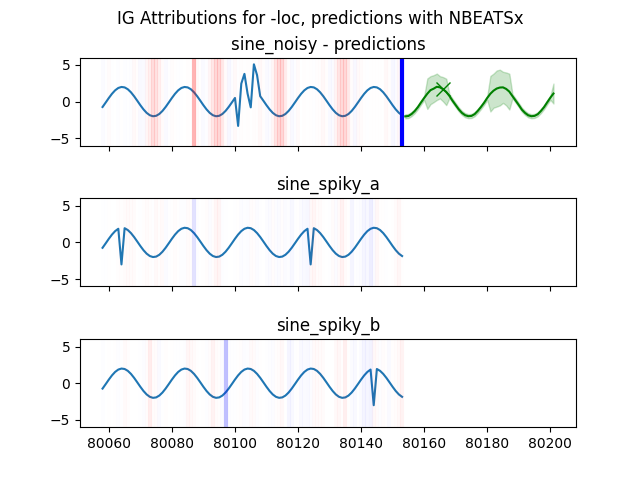 IG Attributions for -loc, predictions with NBEATSx
sine_noisy - predictions
5
0
−5
sine_spiky_a
5
0
−5
sine_spiky_b
5
0
−5
80060 80080 80100 80120 80140 80160 80180 80200